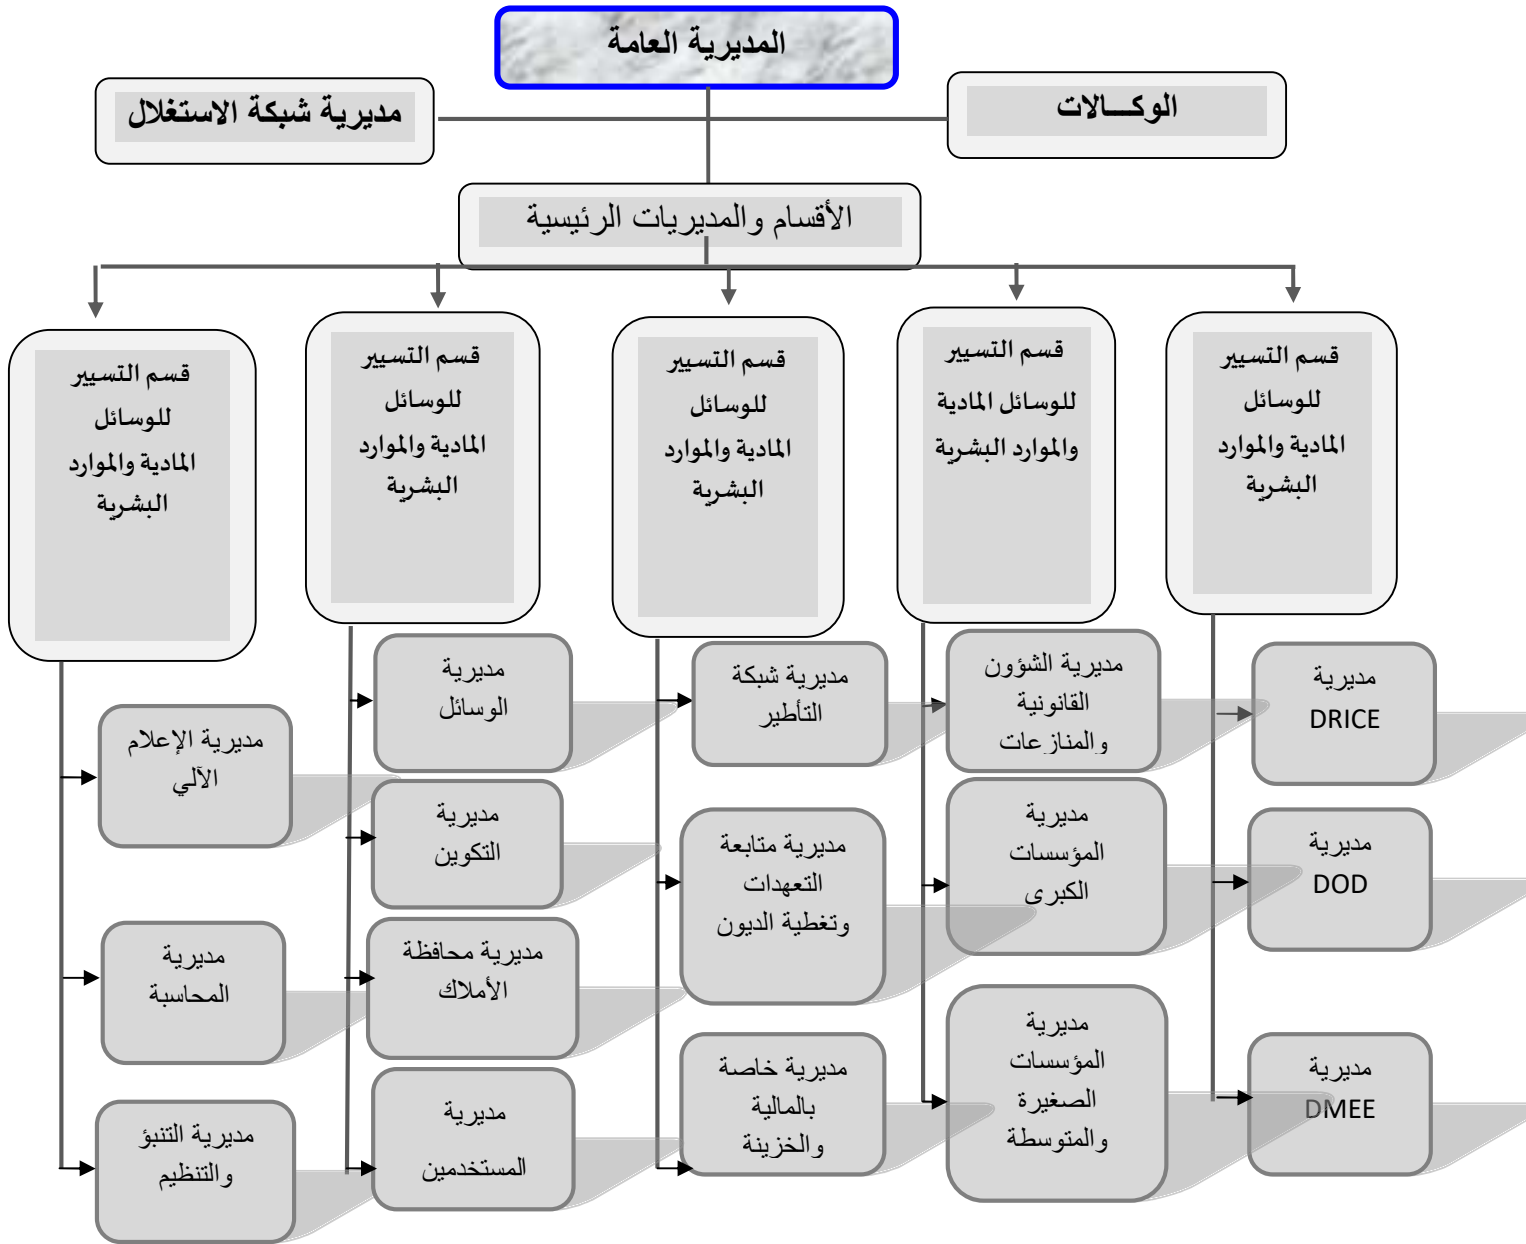 المديرية العامة
الوكـــالات
مديرية شبكة الاستغلال
الأقسام والمديريات الرئيسية
قسم التسيير
للوسائل
المادية والموارد
البشرية
قسم التسيير
للوسائل المادية
والموارد البشرية
قسم التسيير
للوسائل
المادية والموارد
البشرية
قسم التسيير
للوسائل
المادية والموارد
البشرية
قسم التسيير
للوسائل
المادية والموارد
البشرية
مديرية
DRICE
مديرية
DOD
مديرية
DMEE
مديرية الشؤون
القانونية
والمنازعات
مديرية
المؤسسات
الكبرى
مديرية
المؤسسات
الصغيرة
والمتوسطة
مديرية شبكة
التأطير
مديرية متابعة
التعهدات
وتغطية الديون
مديرية خاصة
بالمالية
والخزينة
مديرية
الوسائل
مديرية
التكوين
مديرية محافظة
الأملاك
مديرية
المستخدمين
مديرية الإعلام
الآلي
مديرية
المحاسبة
مديرية التنبؤ
والتنظيم